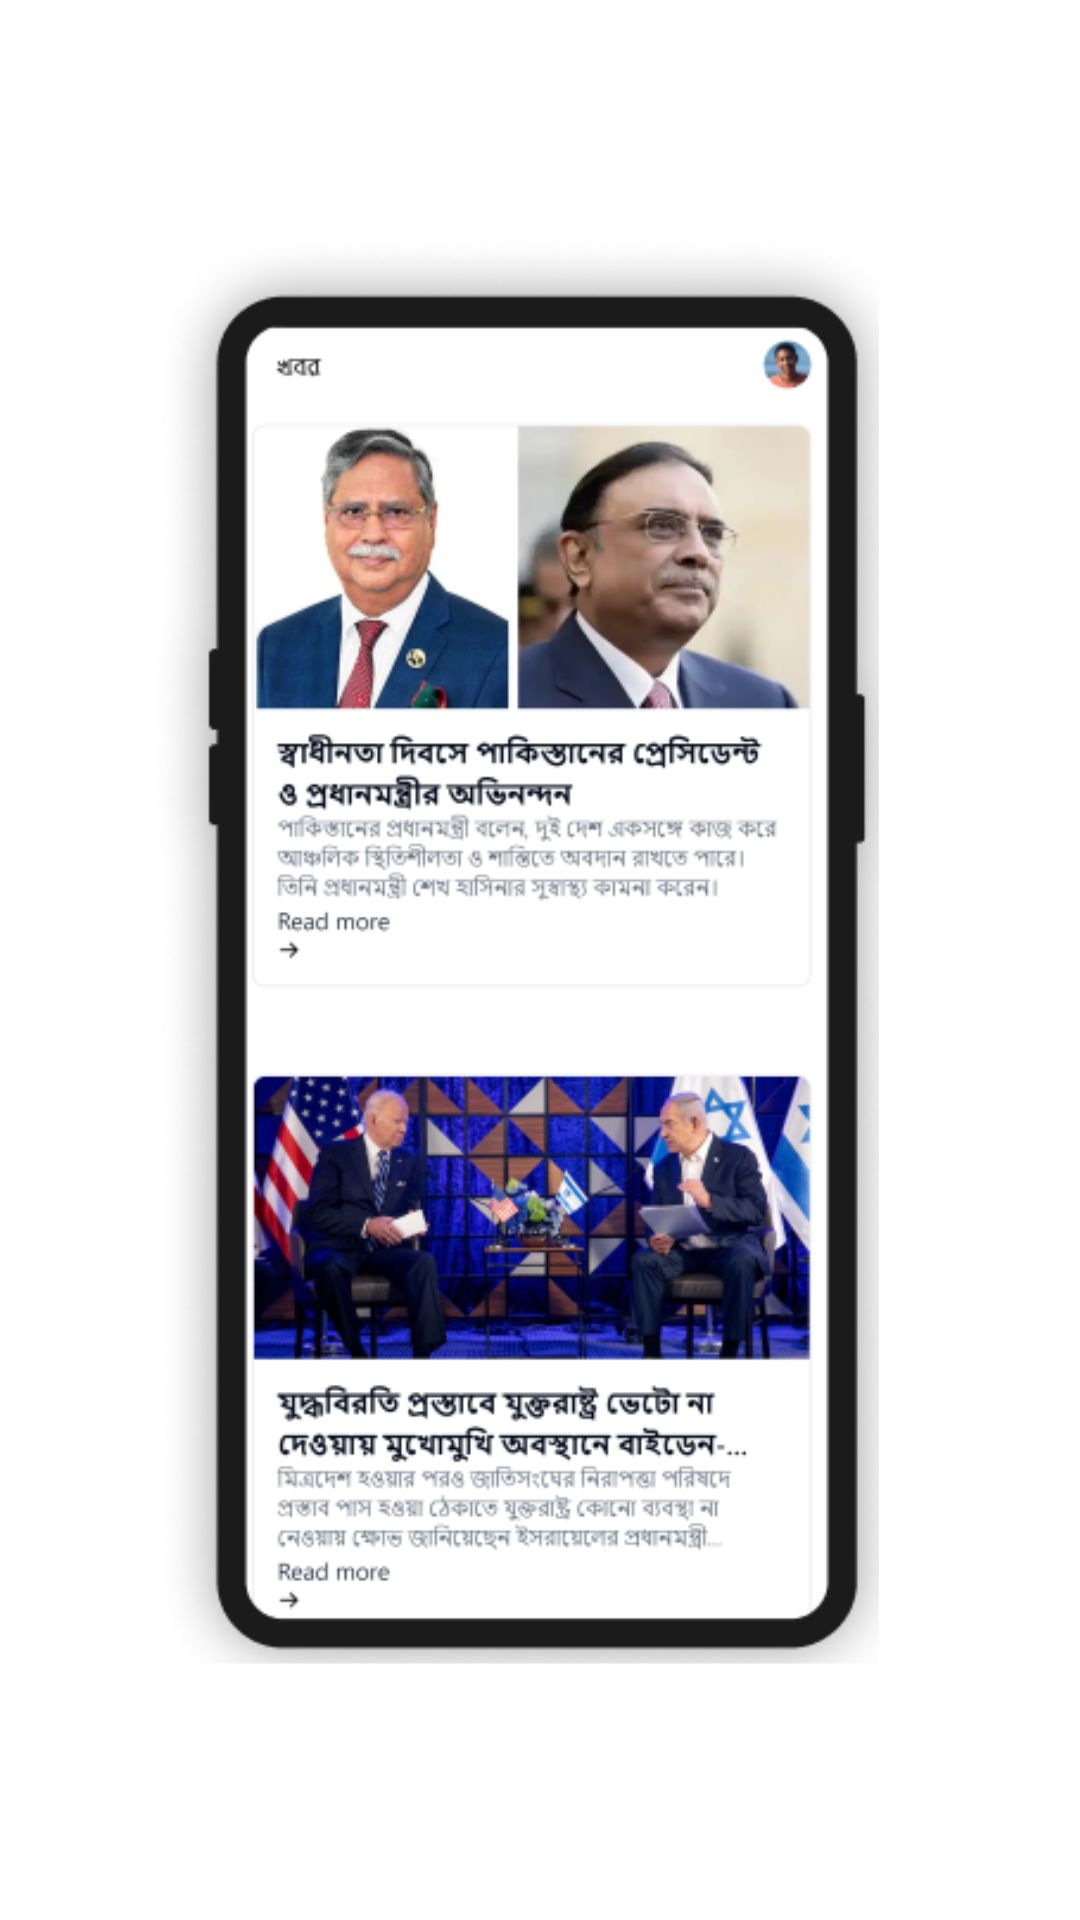 খবর
স্বাধীনতা দিবসে পাকিস্তানের প্রেসিডেন্ট
ও প্রধানমন্ত্রীর অভিনন্দন
পাকিস্তানের প্রধানমন্ত্রী বলেন, দুই দেশ একসঙ্গে কাজ করে
আঞ্চলিক স্থিতিশীলতা ও শান্তিতে অবদান রাখতে পারে।
তিনি প্রধানমন্ত্রী শেখ হাসিনার সুস্বাস্থ্য কামনা করেন।
Read more
→
যুদ্ধবিরতি প্রস্তাবে যুক্তরাষ্ট্র ভেটো না
দেওয়ায় মুখোমুখি অবস্থানে বাইডেন-...
মিত্রদেশ হওয়ার পরও জাতিসংঘের নিরাপত্তা পরিষদে
প্রস্তাব পাস হওয়া ঠেকাতে যুক্তরাষ্ট্র কোনো ব্যবস্থা না
নেওয়ায় ক্ষোভ জানিয়েছেন ইসরায়েলের প্রধানমন্ত্রী...
Read more
→